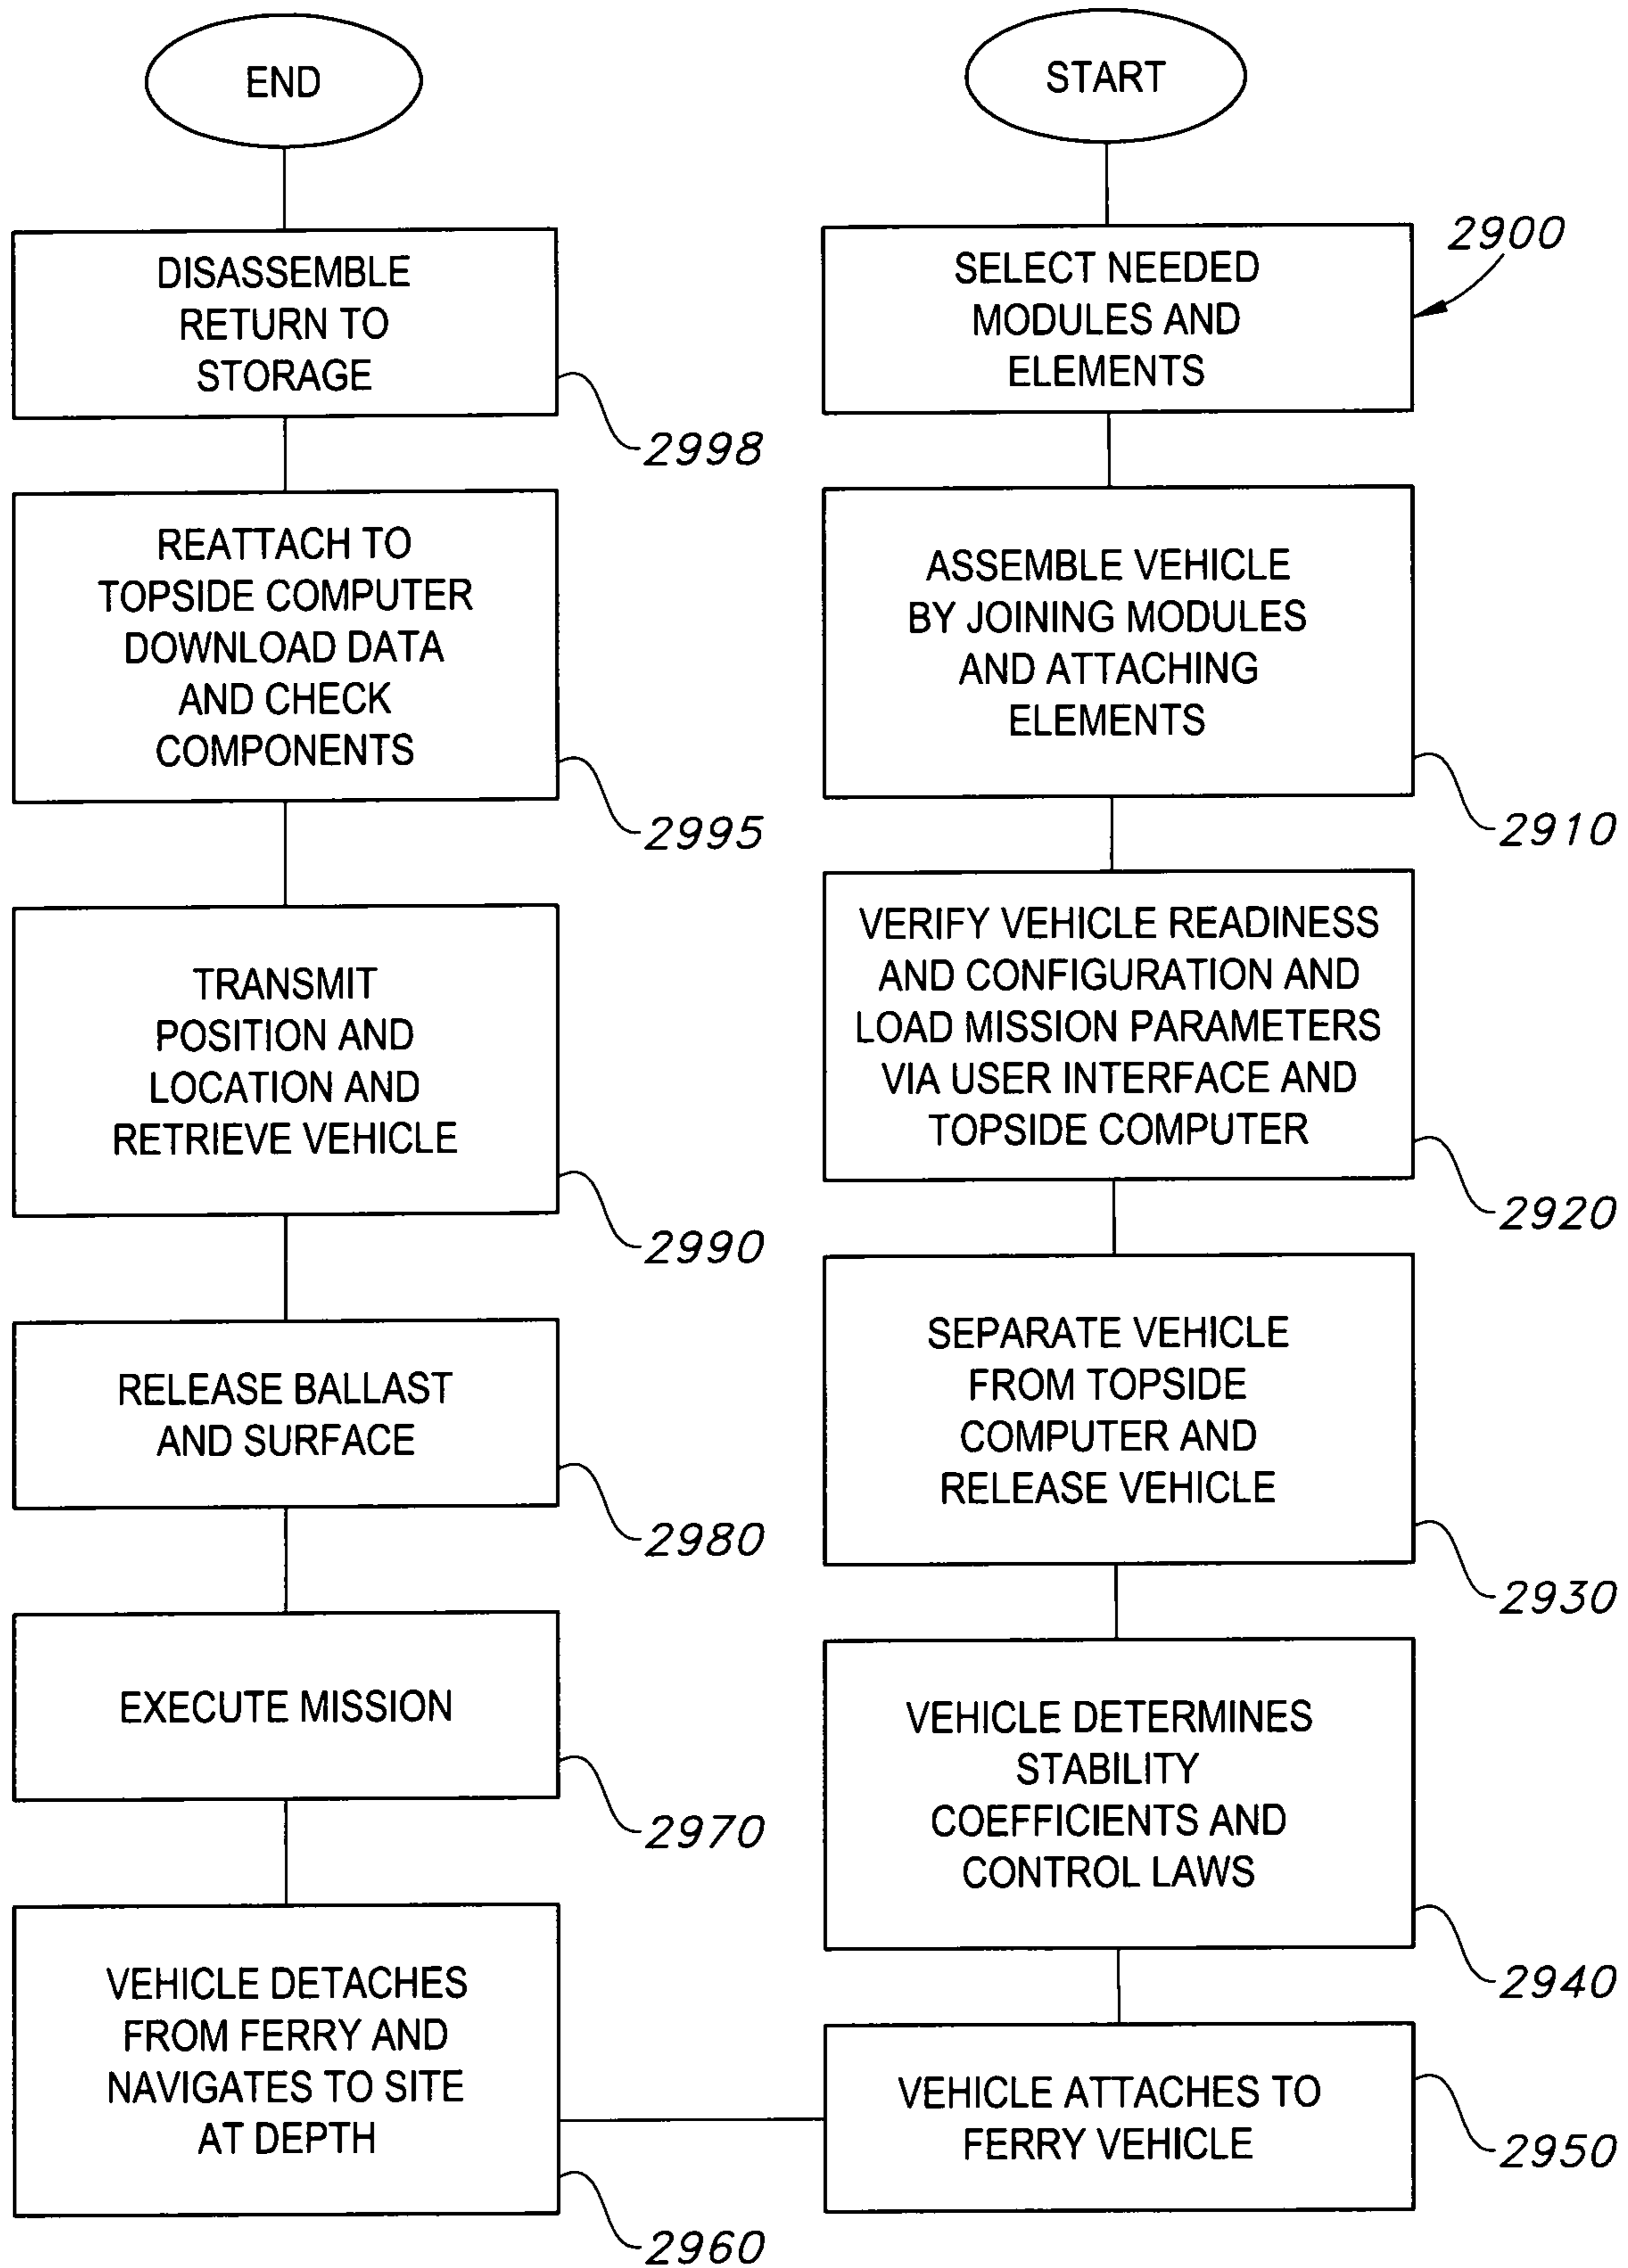 START
SELECT NEEDED
MODULES AND
ELEMENTS
2900
ASSEMBLE VEHICLE
BY JOINING MODULES
AND ATTACHING
ELEMENTS
2910
VERIFY VEHICLE READINESS
AND CONFIGURATION AND
LOAD MISSION PARAMETERS
VIA USER INTERFACE AND
TOPSIDE COMPUTER
2920
SEPARATE VEHICLE
FROM TOPSIDE
COMPUTER AND
RELEASE VEHICLE
2930
VEHICLE DETERMINES
STABILITY
COEFFICIENTS AND
CONTROL LAWS
2940
VEHICLE ATTACHES TO
FERRY VEHICLE
2950
VEHICLE DETACHES
FROM FERRY AND
NAVIGATES TO SITE
AT DEPTH
2960
EXECUTE MISSION
2970
RELEASE BALLAST
AND SURFACE
2980
TRANSMIT
POSITION AND
LOCATION AND
RETRIEVE VEHICLE
2990
REATTACH TO
TOPSIDE COMPUTER
DOWNLOAD DATA
AND CHECK
COMPONENTS
2995
DISASSEMBLE
RETURN TO
STORAGE
2998
END